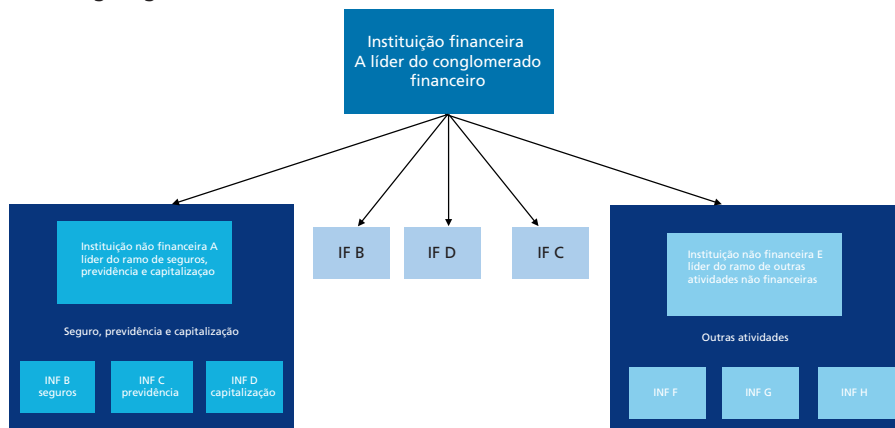 Instituição financeira
A líder do conglomerado
financeiro
Instituição não financeira A
líder do ramo de seguros,
previdência e capitalizaçao
Seguro, previdência e capitalização
INF B
seguros
INF C
previdência
INF D
capitalização
IF B
IF D
IF C
Instituição não financeira E
líder do ramo de outras
atividades não financeiras
Outras atividades
INF F
INF G
INF H